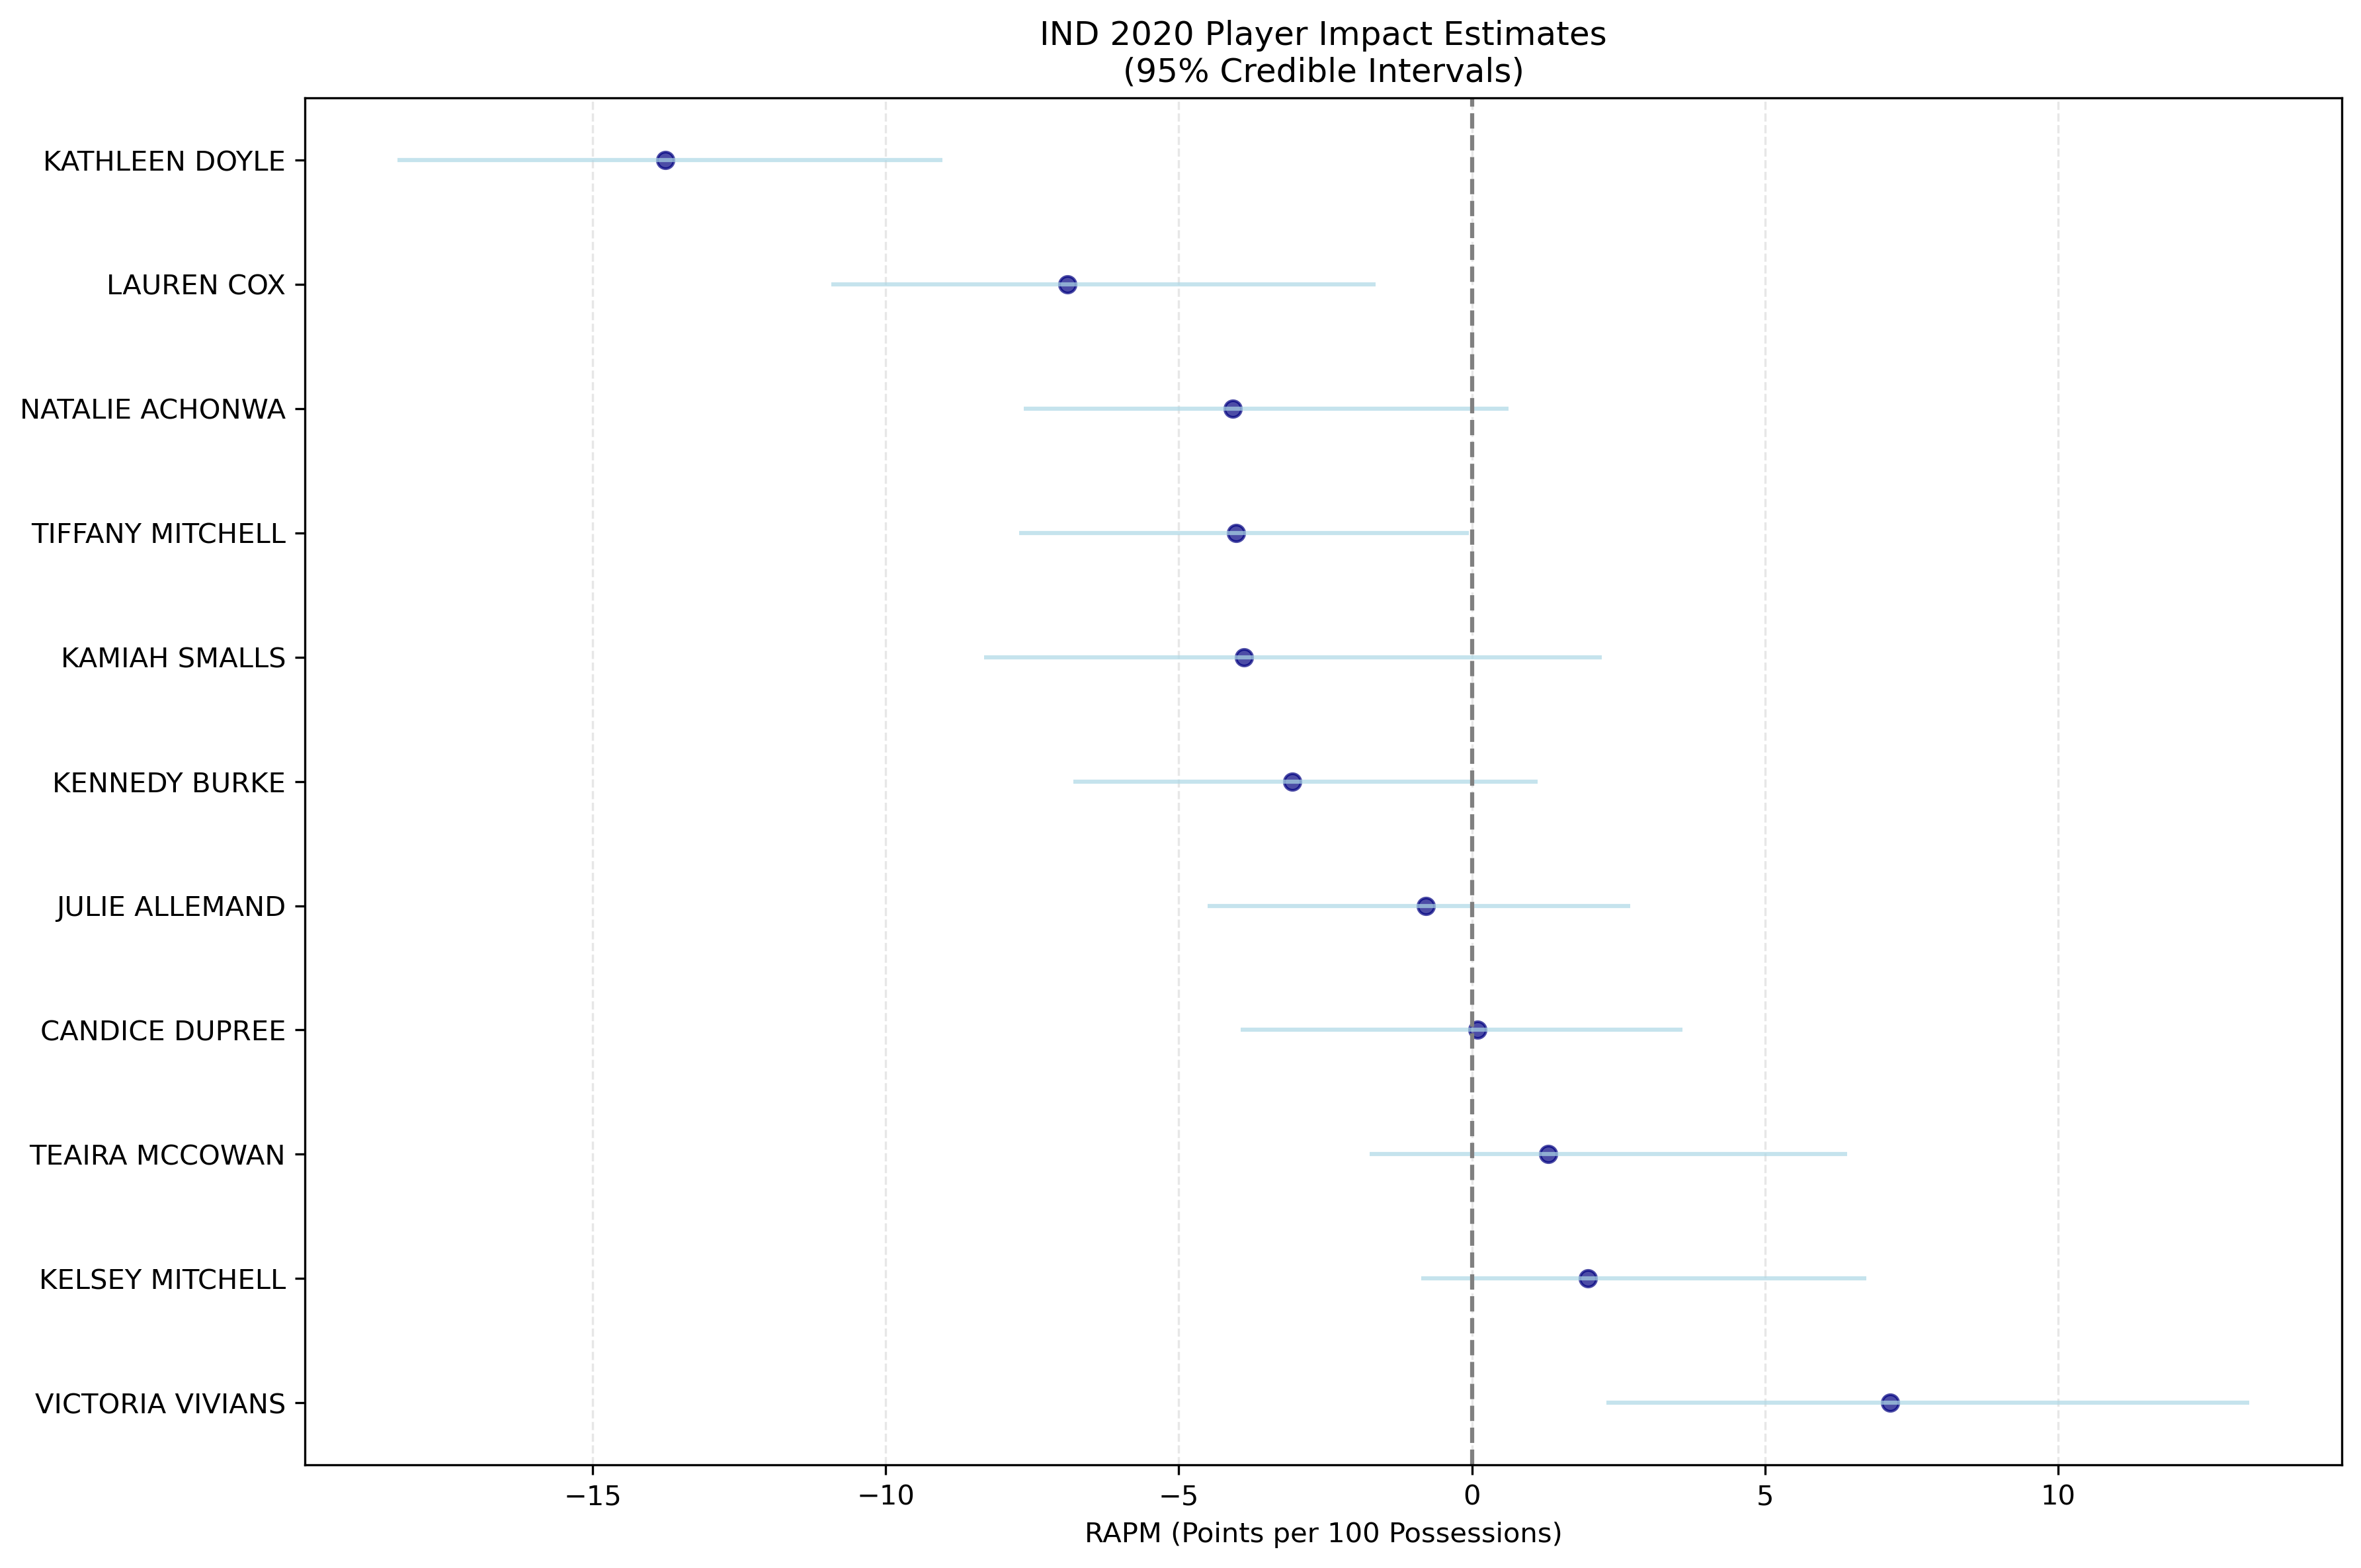 IND 2020 Player Impact Estimates
(95% Credible Intervals)
KATHLEEN DOYLE
LAUREN COX
NATALIE ACHONWA
TIFFANY MITCHELL
KAMIAH SMALLS
KENNEDY BURKE
JULIE ALLEMAND
CANDICE DUPREE
TEAIRA MCCOWAN
KELSEY MITCHELL
VICTORIA VIVIANS
−15 −10 −5 0 5 10
RAPM (Points per 100 Possessions)